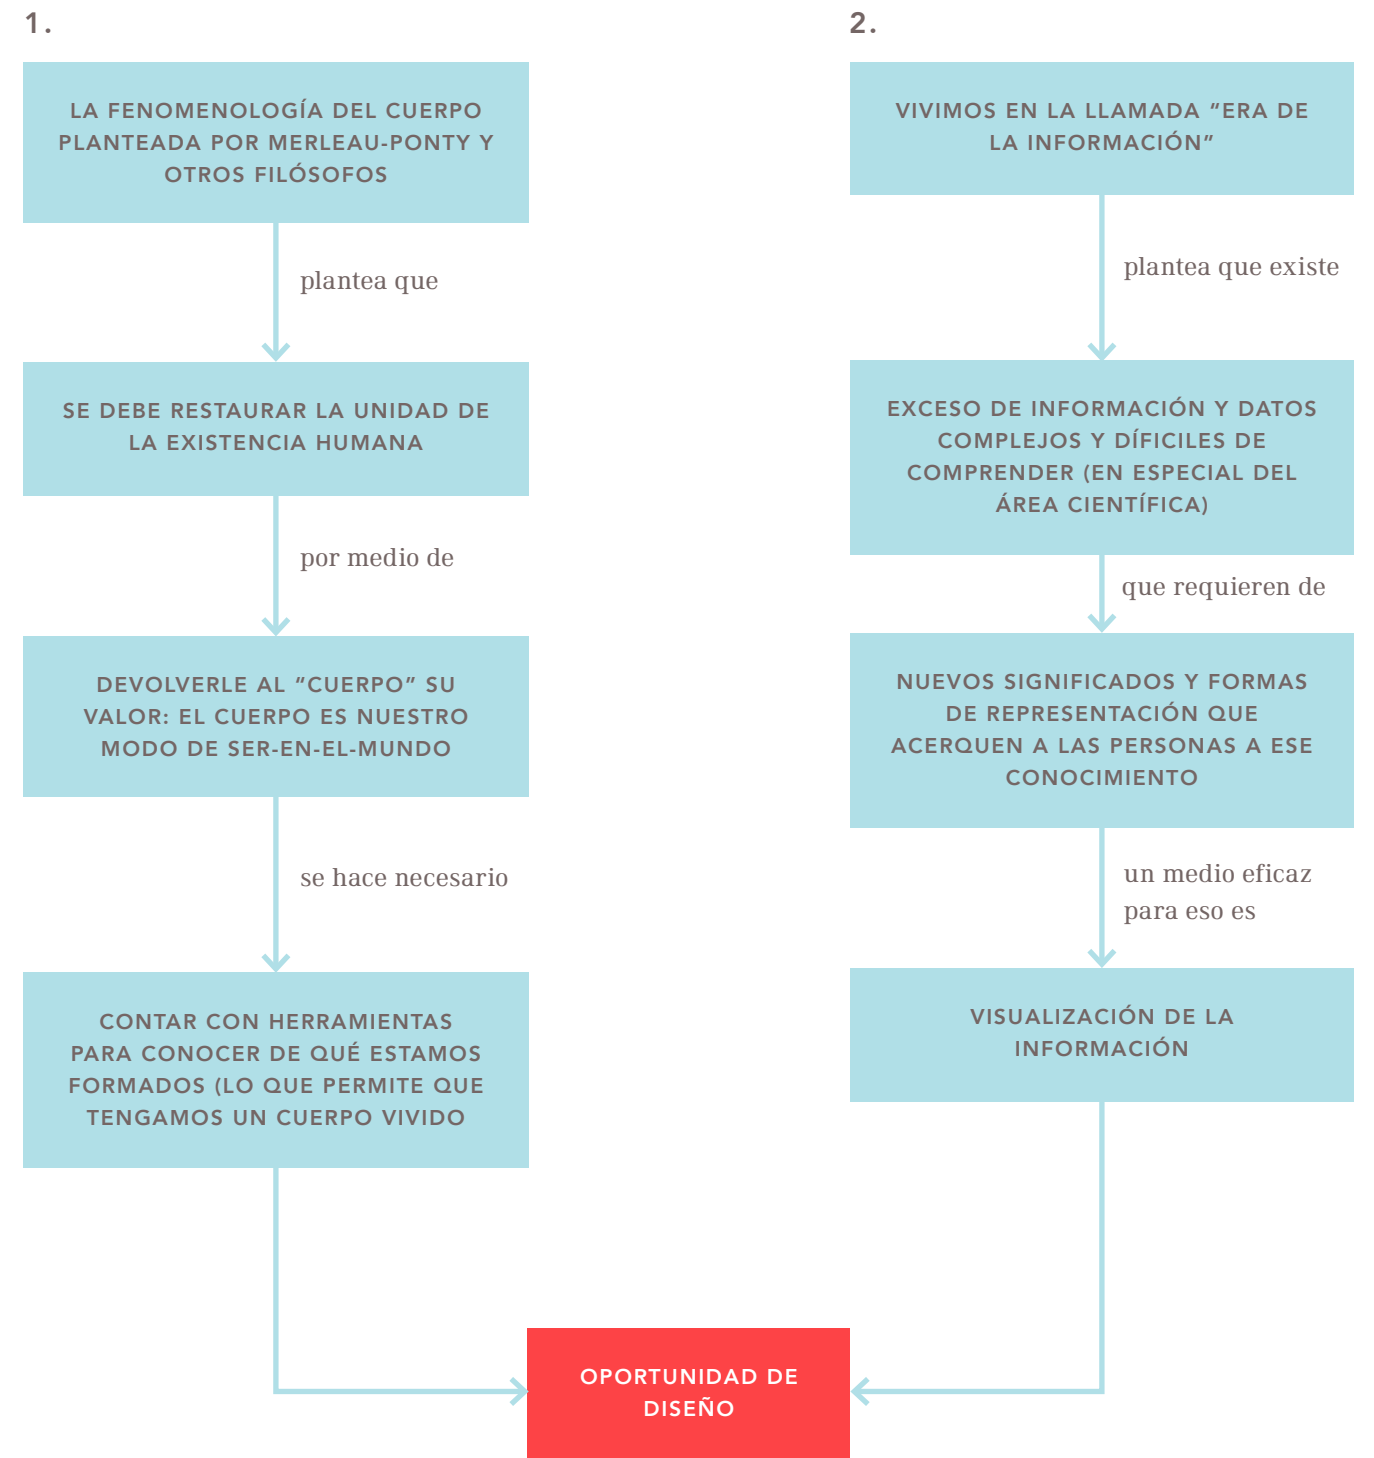 1.
LA FENOMENOLOGÍA DEL CUERPO
PLANTEADA POR MERLEAU-PONTY Y
OTROS FILÓSOFOS
plantea que
SE DEBE RESTAURAR LA UNIDAD DE
LA EXISTENCIA HUMANA
por medio de
DEVOLVERLE AL “CUERPO” SU
VALOR: EL CUERPO ES NUESTRO
MODO DE SER-EN-EL-MUNDO
se hace necesario
CONTAR CON HERRAMIENTAS
PARA CONOCER DE QUÉ ESTAMOS
FORMADOS (LO QUE PERMITE QUE
TENGAMOS UN CUERPO VIVIDO
2.
VIVIMOS EN LA LLAMADA “ERA DE
LA INFORMACIÓN”
plantea que existe
EXCESO DE INFORMACIÓN Y DATOS
COMPLEJOS Y DÍFICILES DE
COMPRENDER (EN ESPECIAL DEL
ÁREA CIENTÍFICA)
que requieren de
NUEVOS SIGNIFICADOS Y FORMAS
DE REPRESENTACIÓN QUE
ACERQUEN A LAS PERSONAS A ESE
CONOCIMIENTO
un medio eficaz
para eso es
VISUALIZACIÓN DE LA
INFORMACIÓN
OPORTUNIDAD DE
DISEÑO